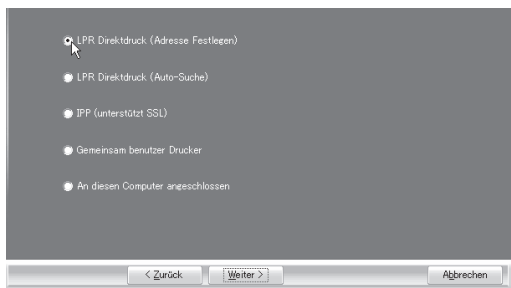 LPR Direktdruck (Adresse Festlegen)
LPR Direktdruck (Auto-Suche)
IPP (unterstützt SSL)
Gemeinsam benutzer Drucker
An diesen Computer angeschlossen
< Zurück Weiter > Abbrechen